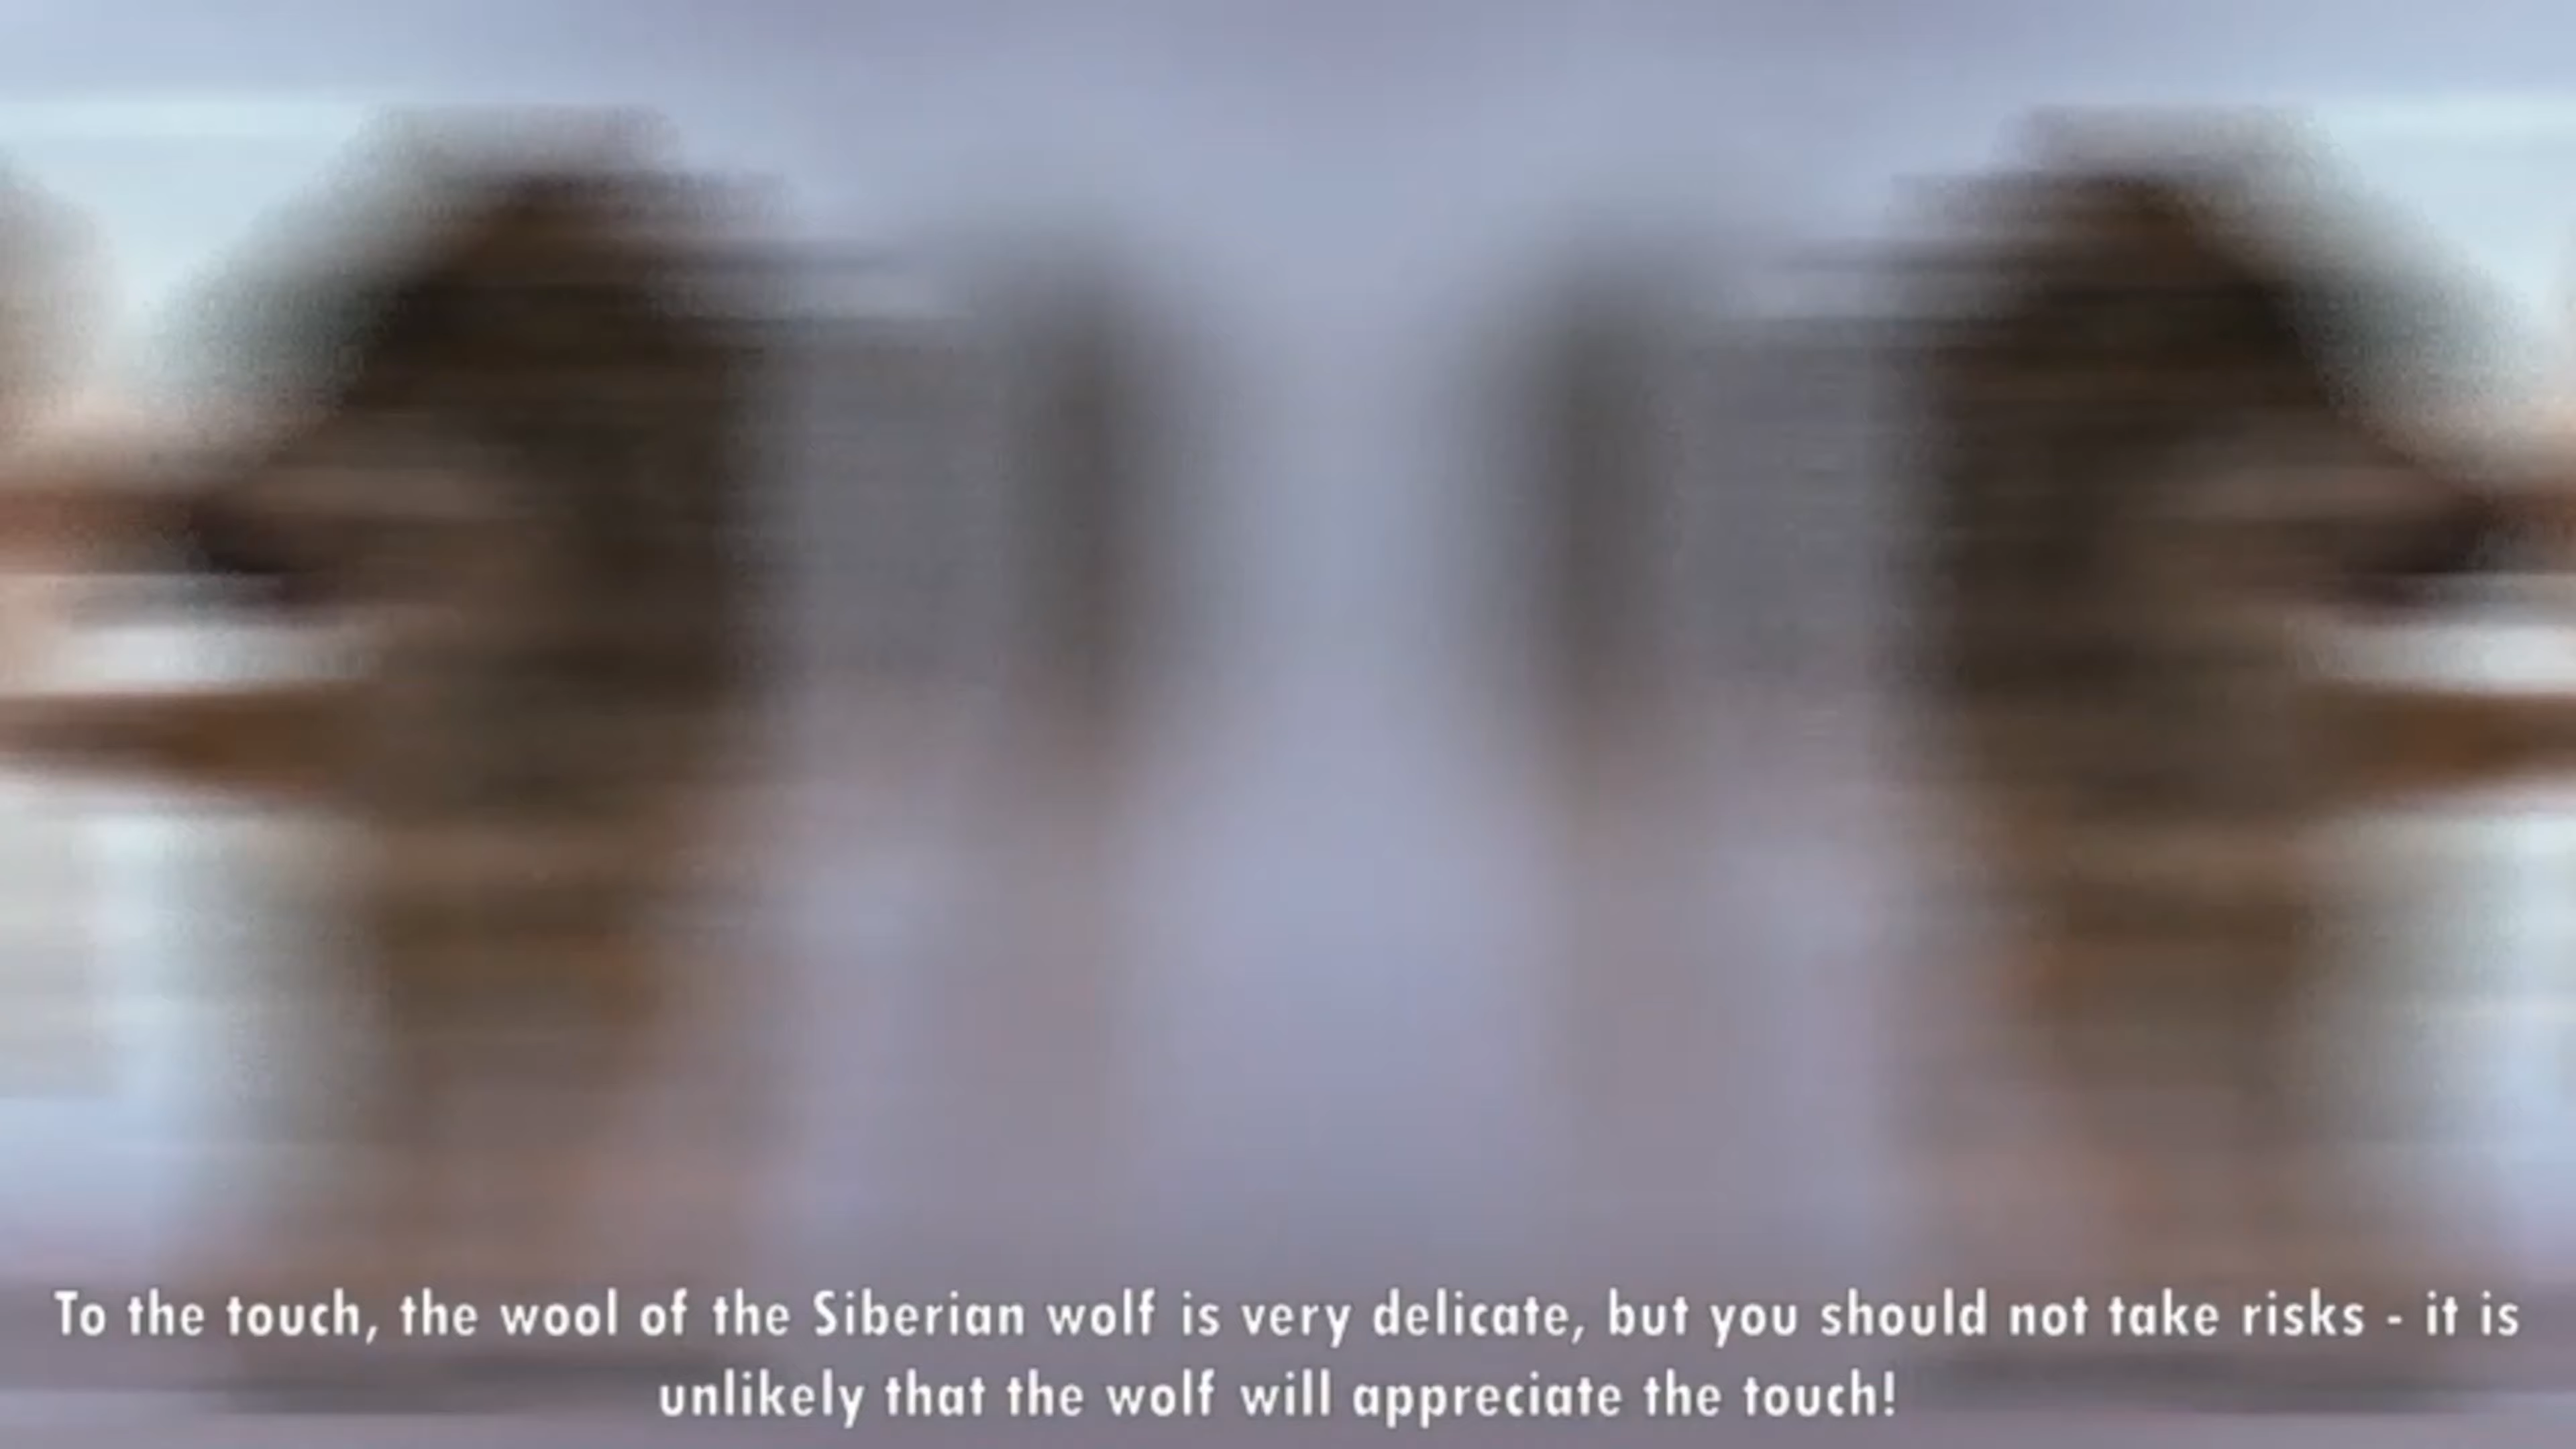 To the touch, the wool of the Siberian wolf is very delicate, but you should not take risks - it is
unlikely that the wolf will appreciate the touch!